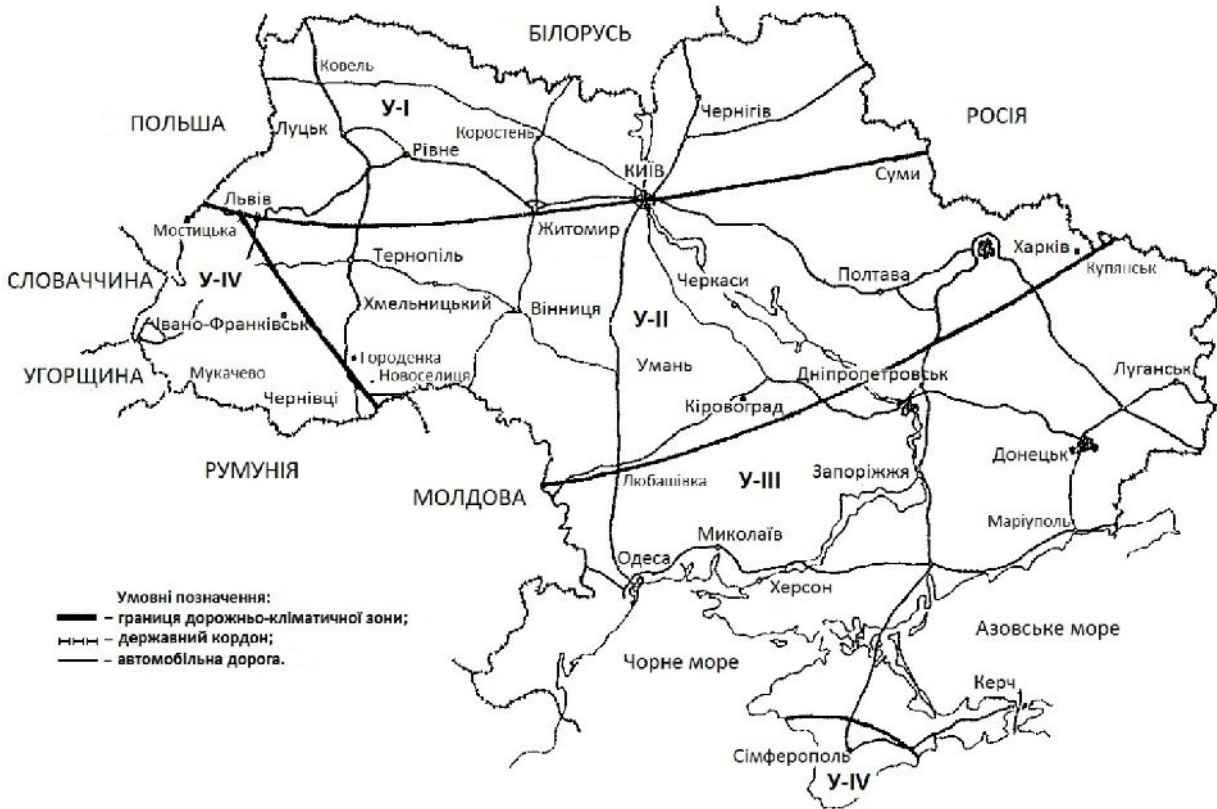 БІЛОРУСЬ
Ковель
У-I
Чернігів
ПОЛЬША
РОСІЯ
Луцьк
Коростень
Рівне
КИЇВ
Суми
Львів
Мостицька
Житомир
Тернопіль
Харків
Купянськ
СЛОВАЧЧИНА
У-IV
Черкаси
Полтава
Хмельницький
Вінниця
У-II
Івано-Франківськ
Городенка
Умань
УГОРЩИНА
Мукачево
Новоселиця
Дніпропетровськ
Луганськ
Чернівці
Кіровоград
РУМУНІЯ
Донецьк
МОЛДОВА
Любашівка
У-III
Запоріжжя
Миколаїв
Маріуполь
Одеса
Херсон
Умовні позначення:
– границя дорожньо-кліматичної зони;
– державний кордон;
– автомобільна дорога.
Азовське море
Чорне море
Керч
Сімферополь
У-IV